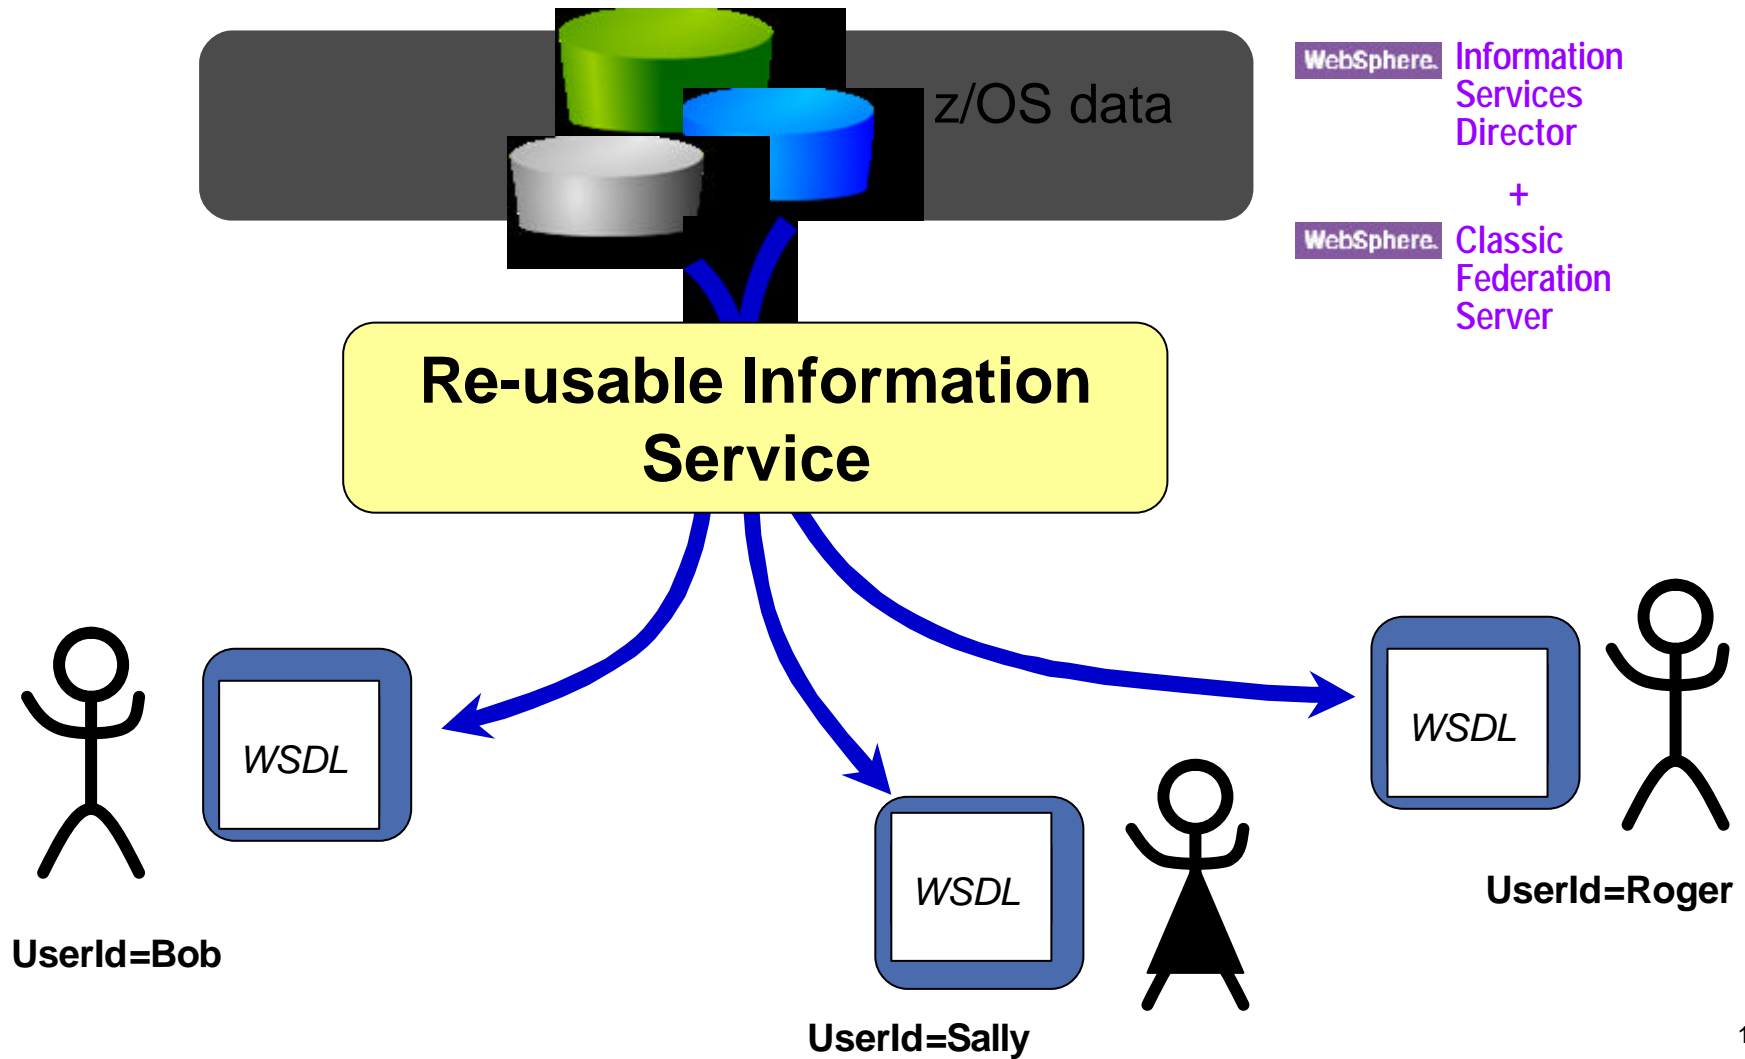 z/OS data
WebSphere. Information
Services
Director
+
WebSphere. Classic
Federation
Server
Re-usable Information
Service
WSDL
WSDL
WSDL
UserId=Bob
UserId=Sally
UserId=Roger
1